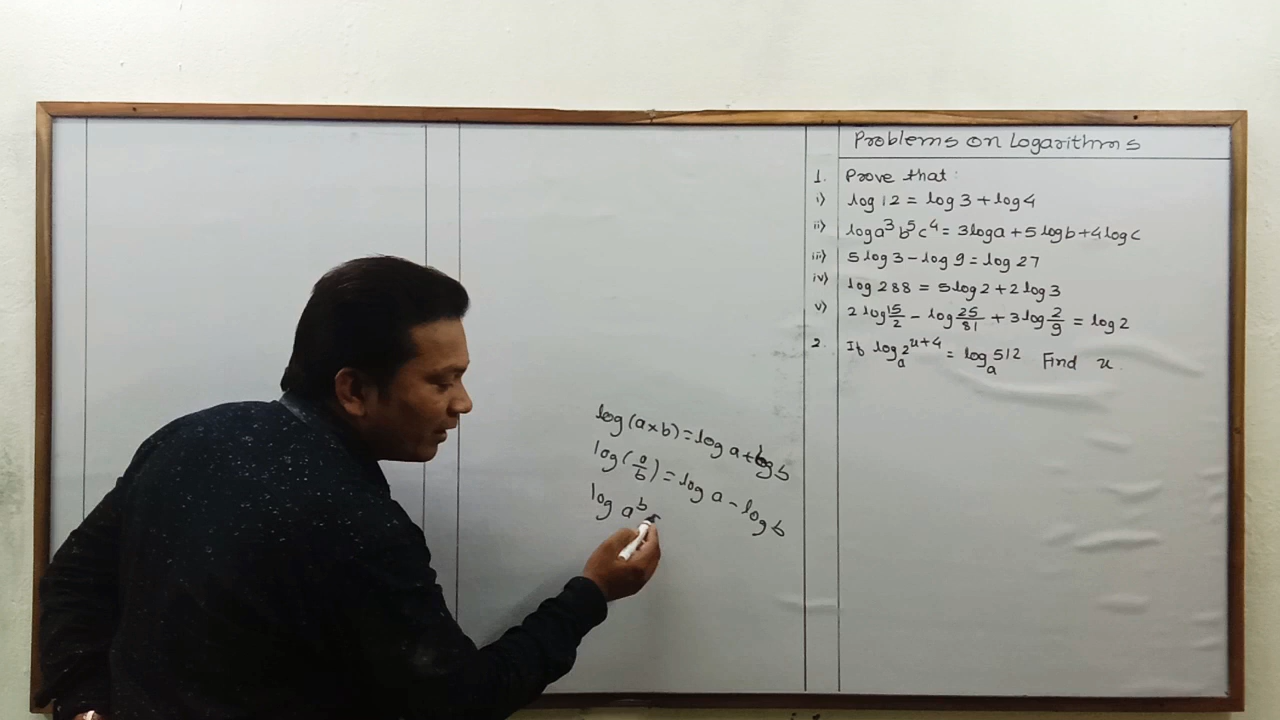 Problems on Logarithms
1. Prove that:
i) log 12 = log 3 + log 4
ii) log a³ b⁵ c⁴ = 3 log a + 5 log b + 4 log c
iii) 5 log 3 - log 9 = log 27
iv) log 288 = 5 log 2 + 2 log 3
v) 2 log 15/2 - log 25/81 + 3 log 2/9 = log 2
2. If logₐ 2^(x+4) = logₐ 512 Find x.
log (a × b) = log a + log b
log (a/b) = log a - log b
log a^b =